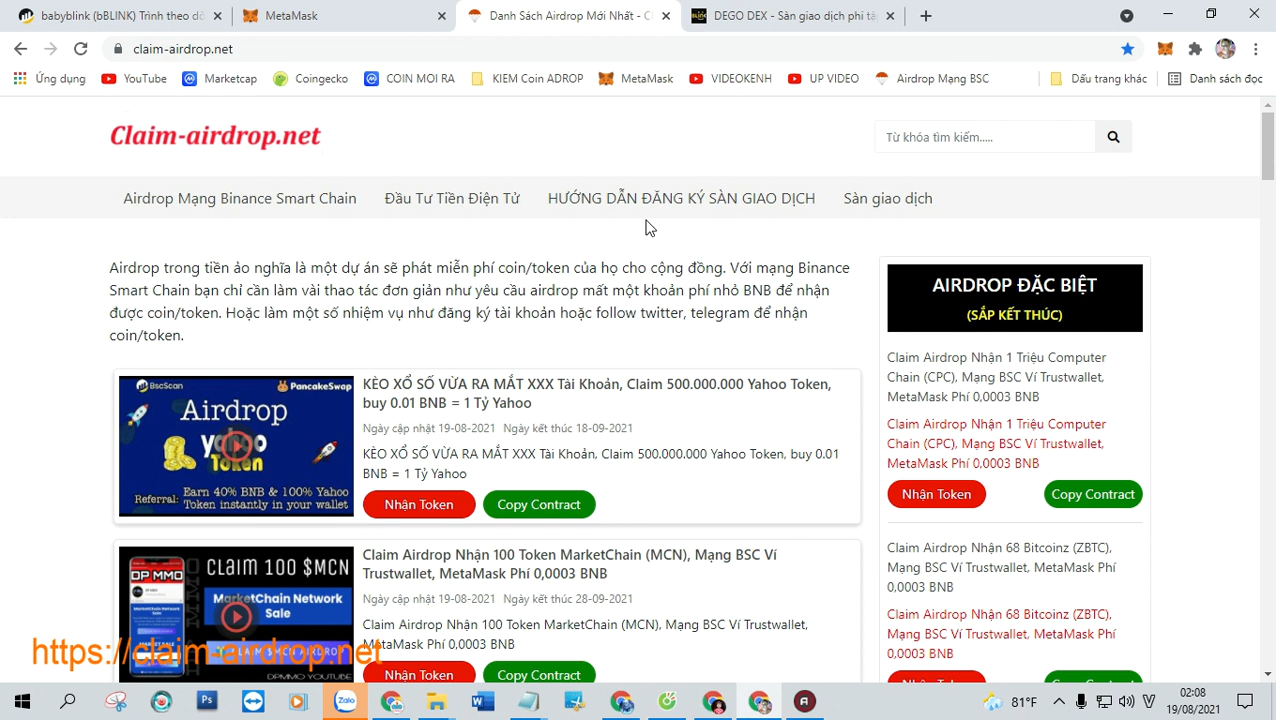 babyblink (bBLINK) Trình theo dõ
MetaMask
Danh Sách Airdrop Mới Nhất - C
DEGO DEX - Sàn giao dịch phi tậ
claim-airdrop.net
Ứng dụng
YouTube
Marketcap
Coingecko
COIN MOI RA
KIEM Coin ADROP
MetaMask
VIDEOKENH
UP VIDEO
Airdrop Mạng BSC
Dấu trang khác
Danh sách đọc
Claim-airdrop.net
Từ khóa tìm kiếm.....
Airdrop Mạng Binance Smart Chain
Đầu Tư Tiền Điện Tử
HƯỚNG DẪN ĐĂNG KÝ SÀN GIAO DỊCH
Sàn giao dịch
Airdrop trong tiền ảo nghĩa là một dự án sẽ phát miễn phí coin/token của họ cho cộng đồng. Với mạng Binance
Smart Chain bạn chỉ cần làm vài thao tác đơn giản như yêu cầu airdrop mất một khoản phí nhỏ BNB để nhận
được coin/token. Hoặc làm một số nhiệm vụ như đăng ký tài khoản hoặc follow twitter, telegram để nhận
coin/token.
BscScan
PancakeSwap
Airdrop
yahoo
Token
Referral: Earn 40% BNB & 100% Yahoo
Token instantly in your wallet
KÈO XỔ SỐ VỪA RA MẮT XXX Tài Khoản, Claim 500.000.000 Yahoo Token,
buy 0.01 BNB = 1 Tỷ Yahoo
Ngày cập nhật 19-08-2021 Ngày kết thúc 18-09-2021
KÈO XỔ SỐ VỪA RA MẮT XXX Tài Khoản, Claim 500.000.000 Yahoo Token, buy 0.01
BNB = 1 Tỷ Yahoo
Nhận Token
Copy Contract
DP MMO
CLAIM 100 $MCN
MarketChain Network
Sale
CLAIM $MCN AIRDROP
DPMMO YOUTUBE
Claim Airdrop Nhận 100 Token MarketChain (MCN), Mạng BSC Ví
Trustwallet, MetaMask Phí 0,0003 BNB
Ngày cập nhật 19-08-2021 Ngày kết thúc 28-09-2021
Claim Airdrop Nhận 100 Token MarketChain (MCN), Mạng BSC Ví Trustwallet,
MetaMask Phí 0,0003 BNB
Nhận Token
Copy Contract
AIRDROP ĐẶC BIỆT
(SẮP KẾT THÚC)
Claim Airdrop Nhận 1 Triệu Computer
Chain (CPC), Mạng BSC Ví Trustwallet,
MetaMask Phí 0,0003 BNB
Claim Airdrop Nhận 1 Triệu Computer
Chain (CPC), Mạng BSC Ví Trustwallet,
MetaMask Phí 0,0003 BNB
Nhận Token
Copy Contract
Claim Airdrop Nhận 68 Bitcoinz (ZBTC),
Mạng BSC Ví Trustwallet, MetaMask Phí
0,0003 BNB
Claim Airdrop Nhận 68 Bitcoinz (ZBTC),
Mạng BSC Ví Trustwallet, MetaMask Phí
0,0003 BNB
https://claim-airdrop.net
Zalo
81°F
02:08
19/08/2021